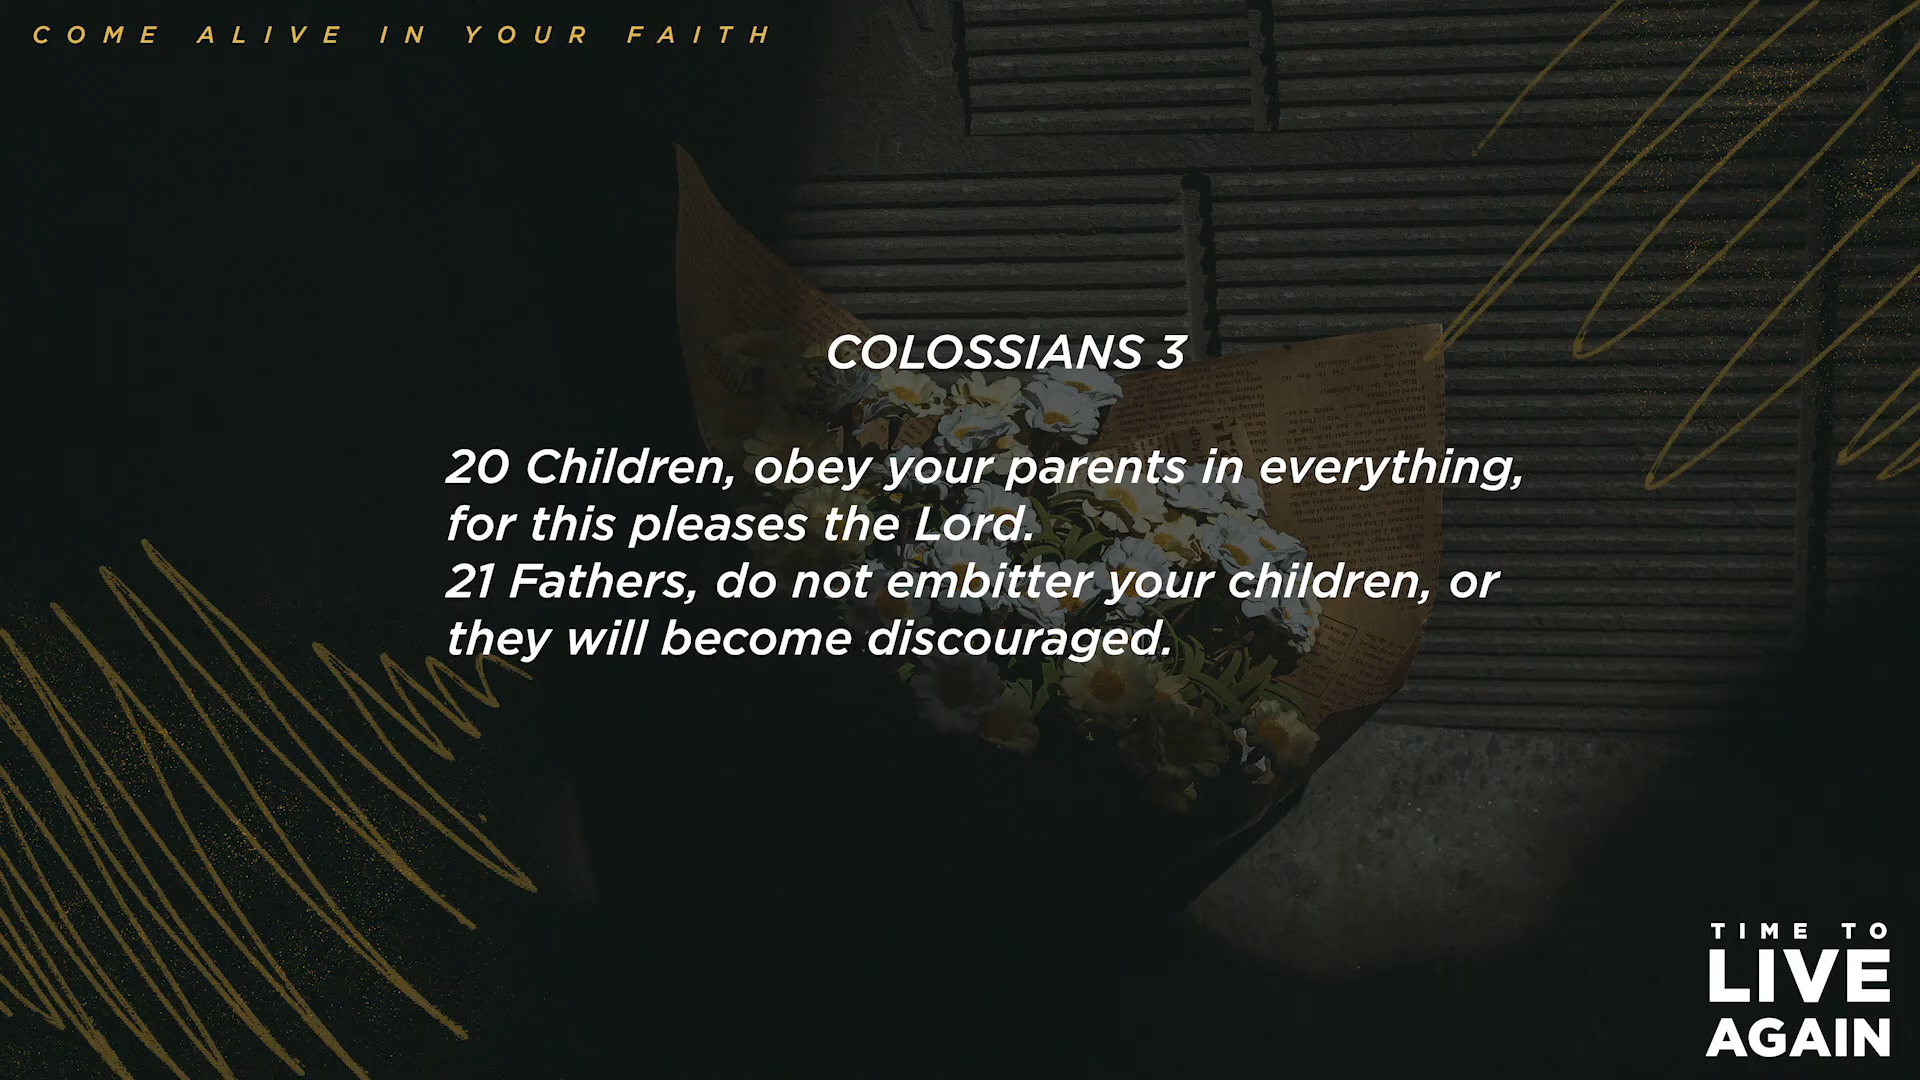 COME ALIVE IN YOUR FAITH
COLOSSIANS 3
20 Children, obey your parents in everything,
for this pleases the Lord.
21 Fathers, do not embitter your children, or
they will become discouraged.
TIME TO
LIVE
AGAIN